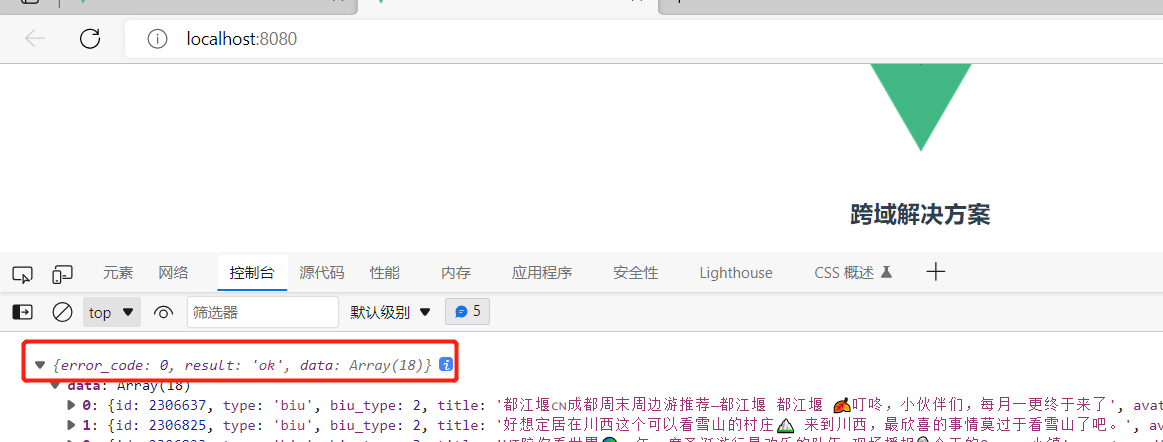 localhost:8080
跨域解决方案
元素 网络 控制台 源代码 性能 内存 应用程序 安全性 Lighthouse CSS 概述
top 筛选器 默认级别 5
{error_code: 0, result: 'ok', data: Array(18)}
data: Array(18)
0: {id: 2306637, type: 'biu', biu_type: 2, title: '都江堰🇨🇳成都周末周边游推荐—都江堰 都江堰 🍂叮咚，小伙伴们，每月一更终于来了', avat
1: {id: 2306825, type: 'biu', biu_type: 2, title: '好想定居在川西这个可以看雪山的村庄🏔 来到川西，最欣喜的事情莫过于看雪山了吧。', av